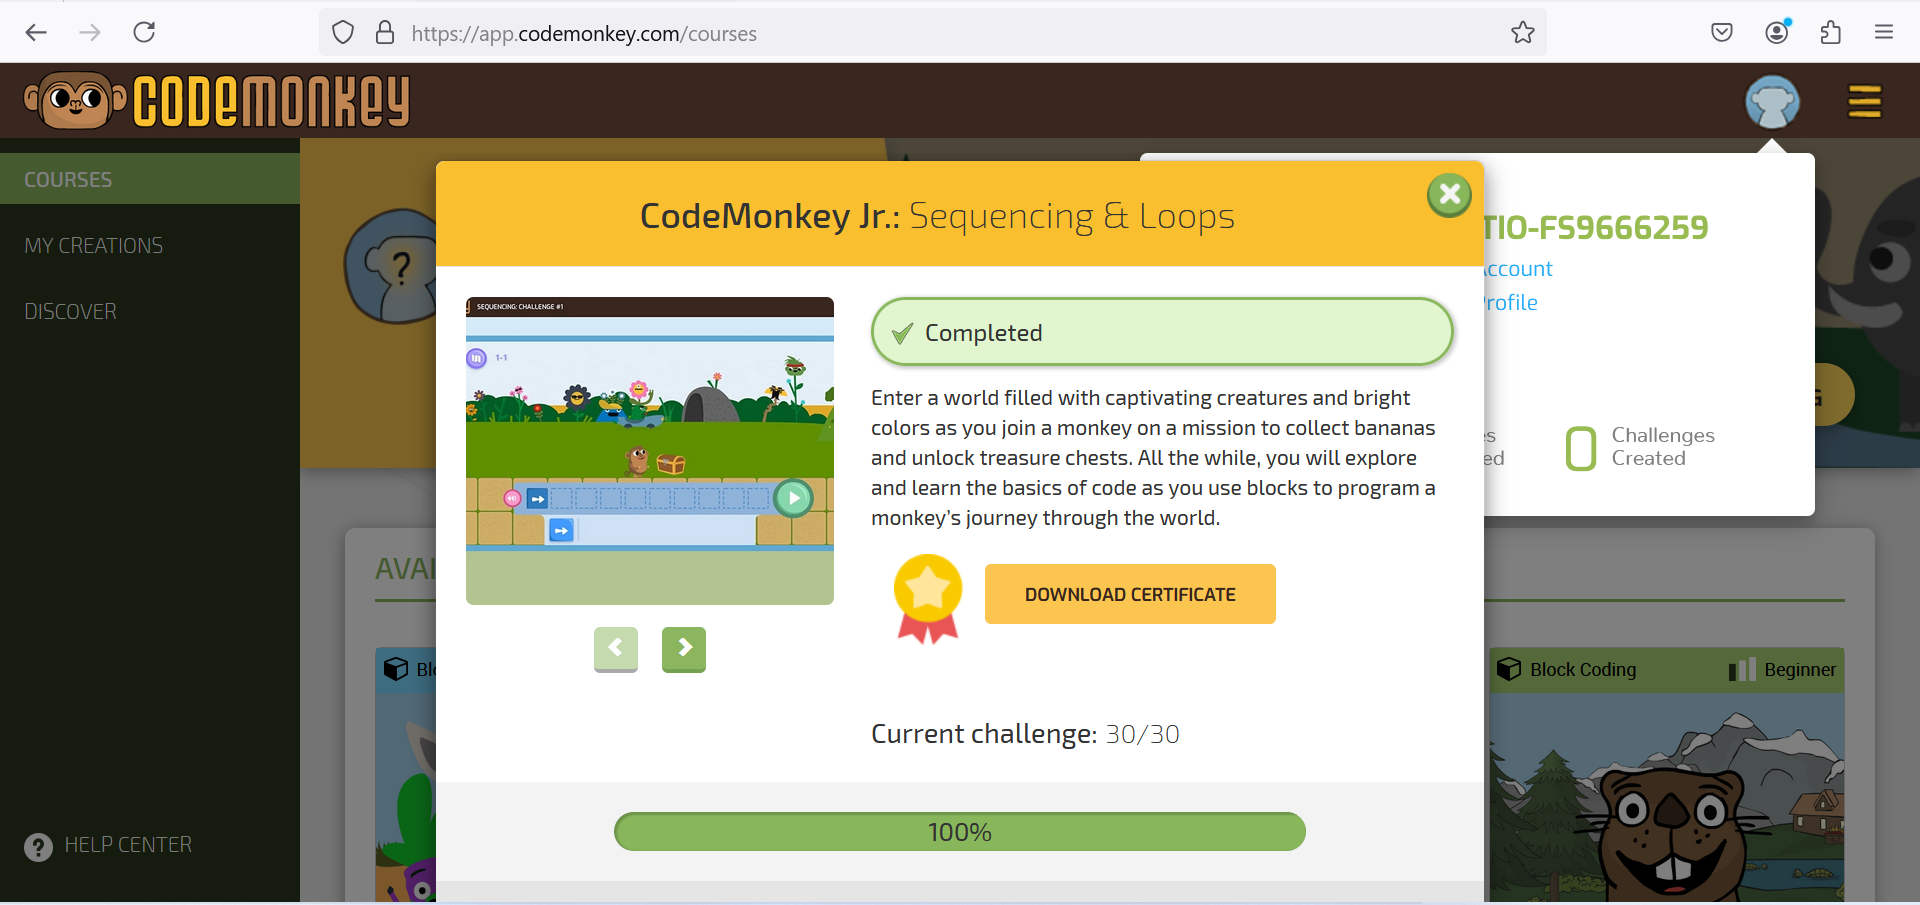 https://app.codemonkey.com/courses
CODEMONKEY
COURSES
MY CREATIONS
DISCOVER
HELP CENTER
CodeMonkey Jr.: Sequencing & Loops
SEQUENCING: CHALLENGE #1
1-1
Completed
Enter a world filled with captivating creatures and bright
colors as you join a monkey on a mission to collect bananas
and unlock treasure chests. All the while, you will explore
and learn the basics of code as you use blocks to program a
monkey's journey through the world.
DOWNLOAD CERTIFICATE
Current challenge: 30/30
100%
TIO-FS9666259
ccount
rofile
es
ed
0 Challenges
Created
G
AVAI
Blo
Block Coding Beginner